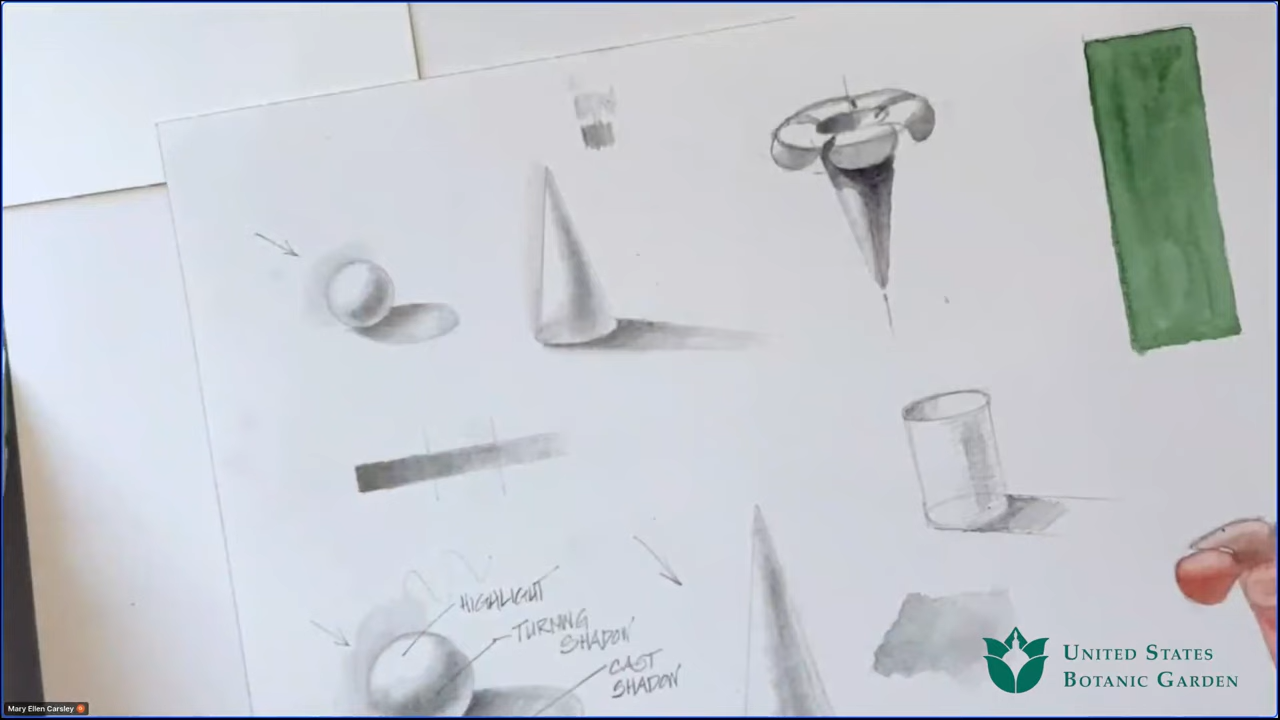 HIGHLIGHT
TURNING
SHADOW
CAST
SHADOW
UNITED STATES
BOTANIC GARDEN
Mary Ellen Carsley